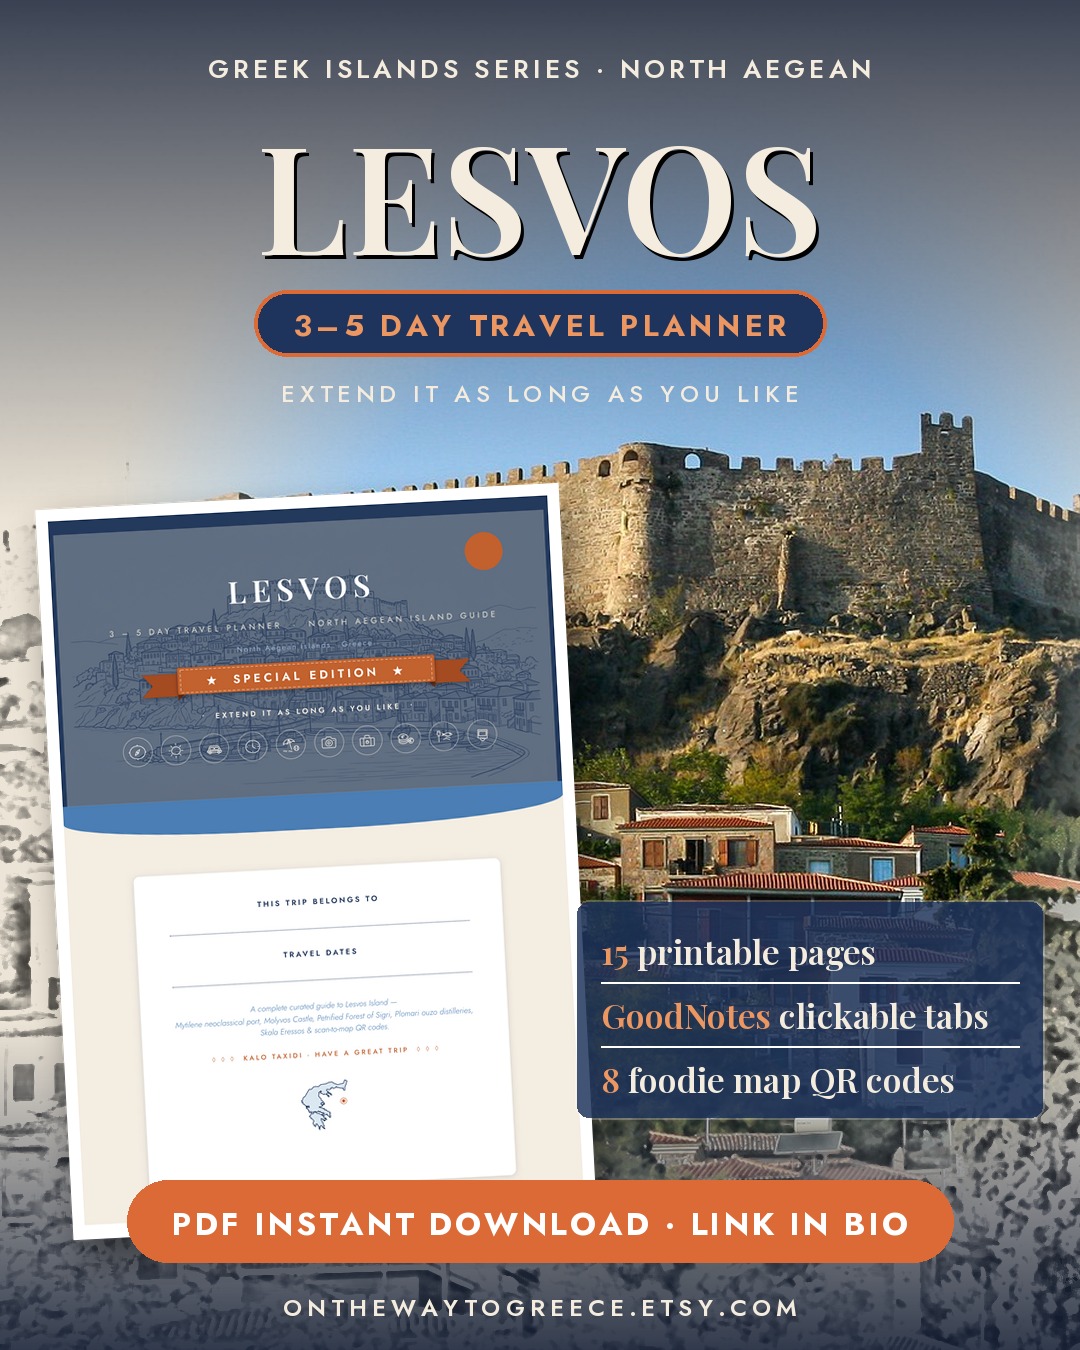 GREEK ISLANDS SERIES · NORTH AEGEAN
LESVOS
3–5 DAY TRAVEL PLANNER
EXTEND IT AS LONG AS YOU LIKE
LESVOS
3 – 5 DAY TRAVEL PLANNER NORTH AEGEAN ISLAND GUIDE
North Aegean Islands · Greece
★ SPECIAL EDITION ★
· EXTEND IT AS LONG AS YOU LIKE ·
THIS TRIP BELONGS TO
TRAVEL DATES
A complete curated guide to Lesvos Island —
Mytilene neoclassical port, Molyvos Castle, Petrified Forest of Sigri, Plomari ouzo distilleries,
Skala Eressos & scan-to-map QR codes.
◊ ◊ ◊ KALO TAXIDI · HAVE A GREAT TRIP ◊ ◊ ◊
15 printable pages
GoodNotes clickable tabs
8 foodie map QR codes
PDF INSTANT DOWNLOAD · LINK IN BIO
ONTHEWAYTOGREECE.ETSY.COM